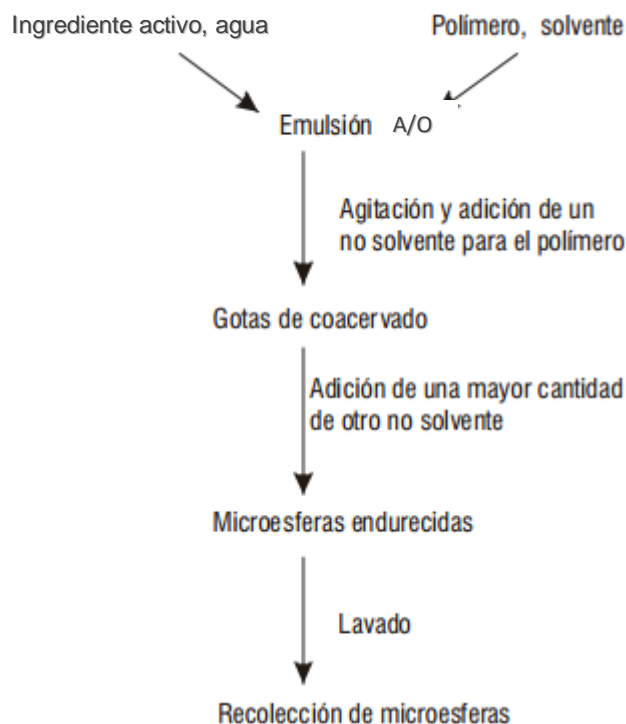 Ingrediente activo, agua
Polímero, solvente
Emulsión A/O
Agitación y adición de un
no solvente para el polímero
Gotas de coacervado
Adición de una mayor cantidad
de otro no solvente
Microesferas endurecidas
Lavado
Recolección de microesferas